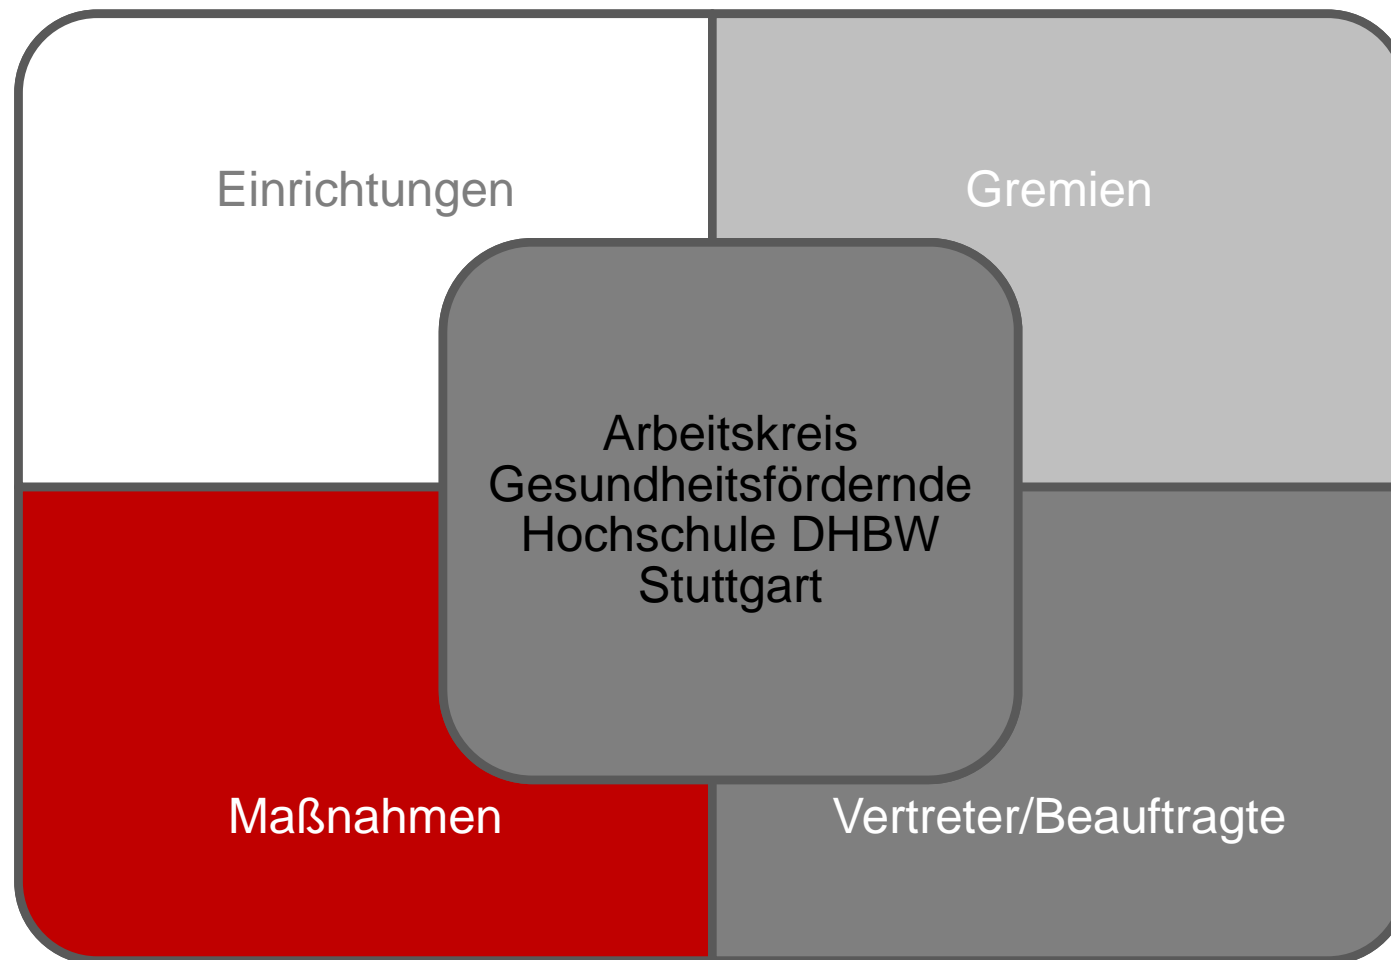 Einrichtungen
Gremien
Arbeitskreis
Gesundheitsfördernde
Hochschule DHBW
Stuttgart
Maßnahmen
Vertreter/Beauftragte